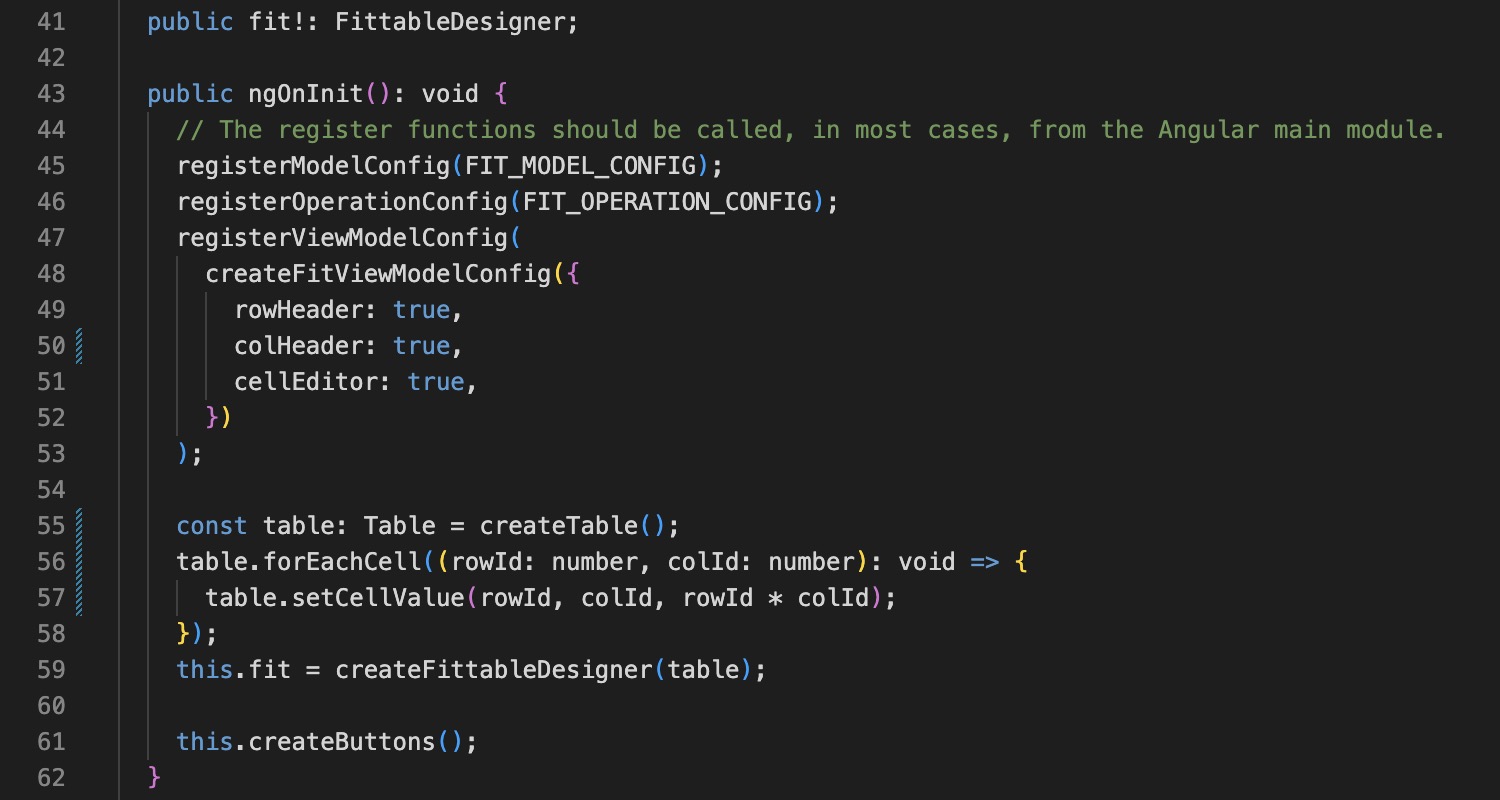 41 public fit!: FittableDesigner;
42
43 public ngOnInit(): void {
44 // The register functions should be called, in most cases, from the Angular main module.
45 registerModelConfig(FIT_MODEL_CONFIG);
46 registerOperationConfig(FIT_OPERATION_CONFIG);
47 registerViewModelConfig(
48 createFitViewModelConfig({
49 rowHeader: true,
50 colHeader: true,
51 cellEditor: true,
52 })
53 );
54
55 const table: Table = createTable();
56 table.forEachCell((rowId: number, colId: number): void => {
57 table.setCellValue(rowId, colId, rowId * colId);
58 });
59 this.fit = createFittableDesigner(table);
60
61 this.createButtons();
62 }